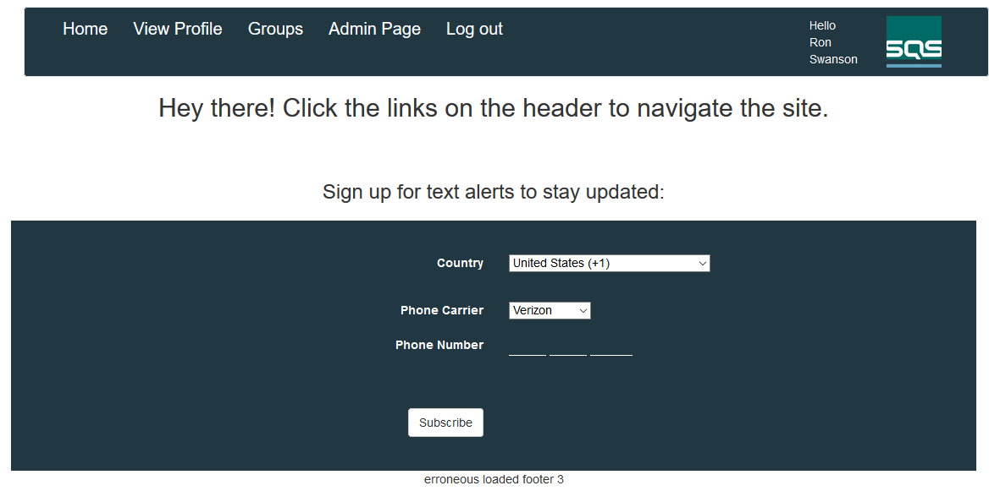 Home View Profile Groups Admin Page Log out
Hello
Ron
Swanson
SQS
Hey there! Click the links on the header to navigate the site.
Sign up for text alerts to stay updated:
Country United States (+1)
Phone Carrier Verizon
Phone Number
Subscribe
erroneous loaded footer 3